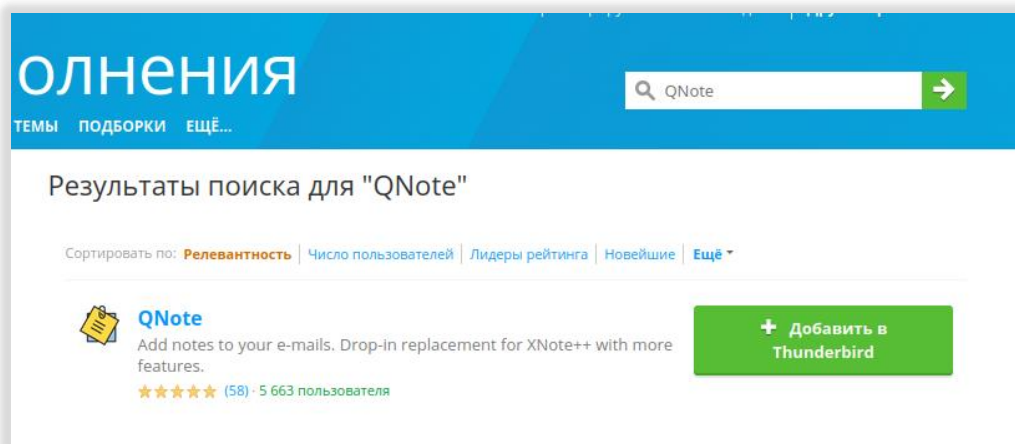 олнения
QNote
ТЕМЫ ПОДБОРКИ ЕЩЁ...
Результаты поиска для "QNote"
Сортировать по: Релевантность Число пользователей Лидеры рейтинга Новейшие Ещё
QNote
Add notes to your e-mails. Drop-in replacement for XNote++ with more
features.
(58) · 5 663 пользователя
Добавить в
Thunderbird